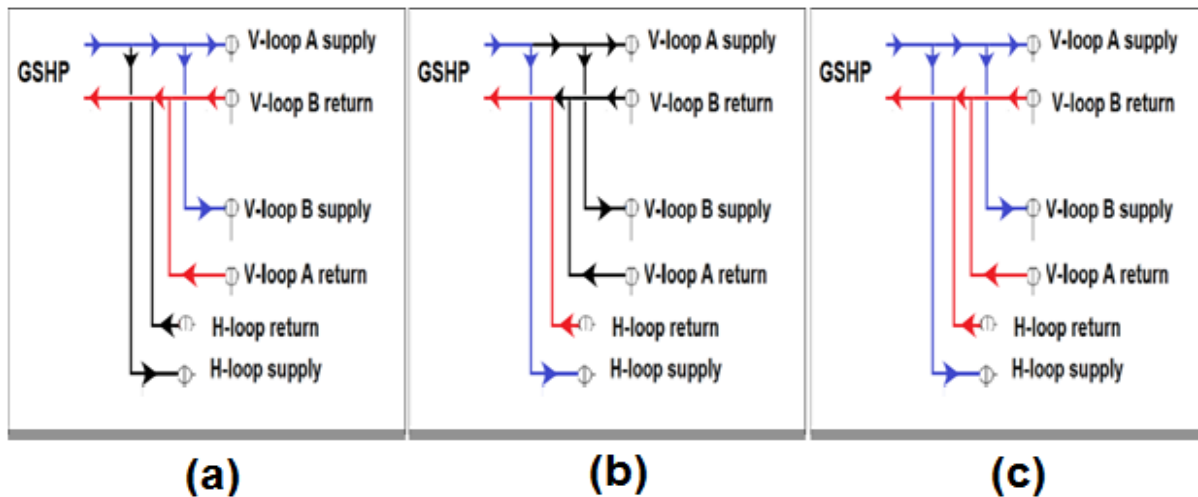 V-loop A supply
GSHP
V-loop B return
V-loop B supply
V-loop A return
H-loop return
H-loop supply
(a)
V-loop A supply
GSHP
V-loop B return
V-loop B supply
V-loop A return
H-loop return
H-loop supply
(b)
V-loop A supply
GSHP
V-loop B return
V-loop B supply
V-loop A return
H-loop return
H-loop supply
(c)